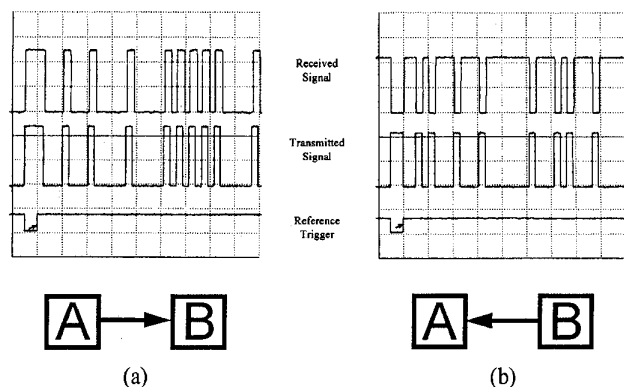 Received
Signal
Transmitted
Signal
Reference
Trigger
A B
A B
(a)
(b)